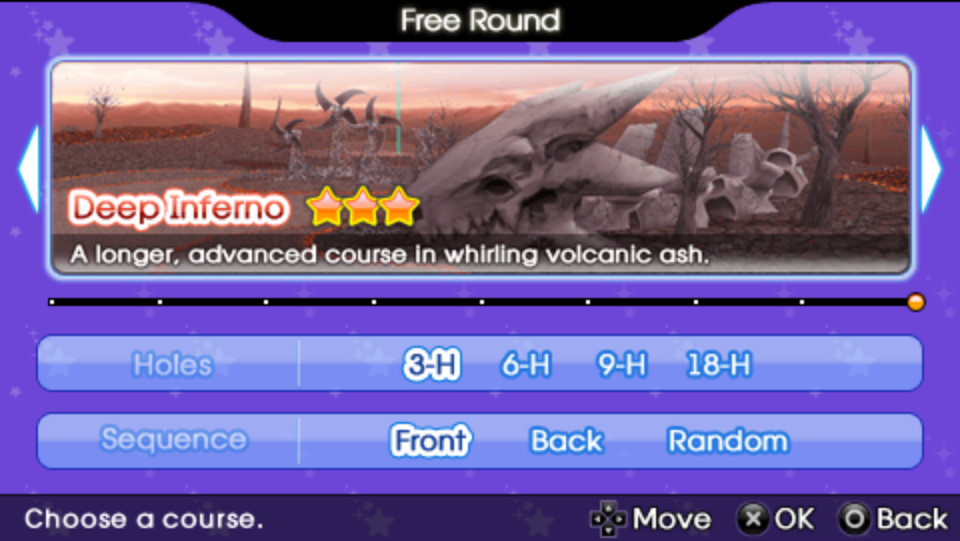 Free Round
Deep Inferno
A longer, advanced course in whirling volcanic ash.
Holes 3-H 6-H 9-H 18-H
Sequence Front Back Random
Choose a course. Move OK Back